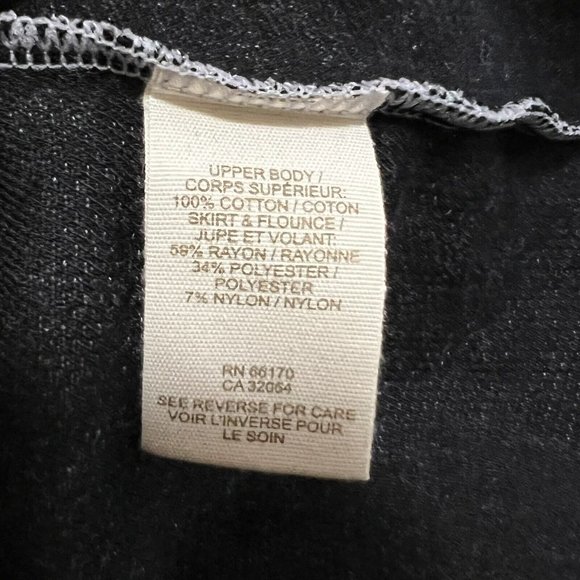 UPPER BODY /
CORPS SUPÉRIEUR:
100% COTTON / COTON
SKIRT & FLOUNCE /
JUPE ET VOLANT:
59% RAYON / RAYONNE
34% POLYESTER /
POLYESTER
7% NYLON / NYLON
RN 66170
CA 32054
SEE REVERSE FOR CARE
VOIR L'INVERSE POUR
LE SOIN